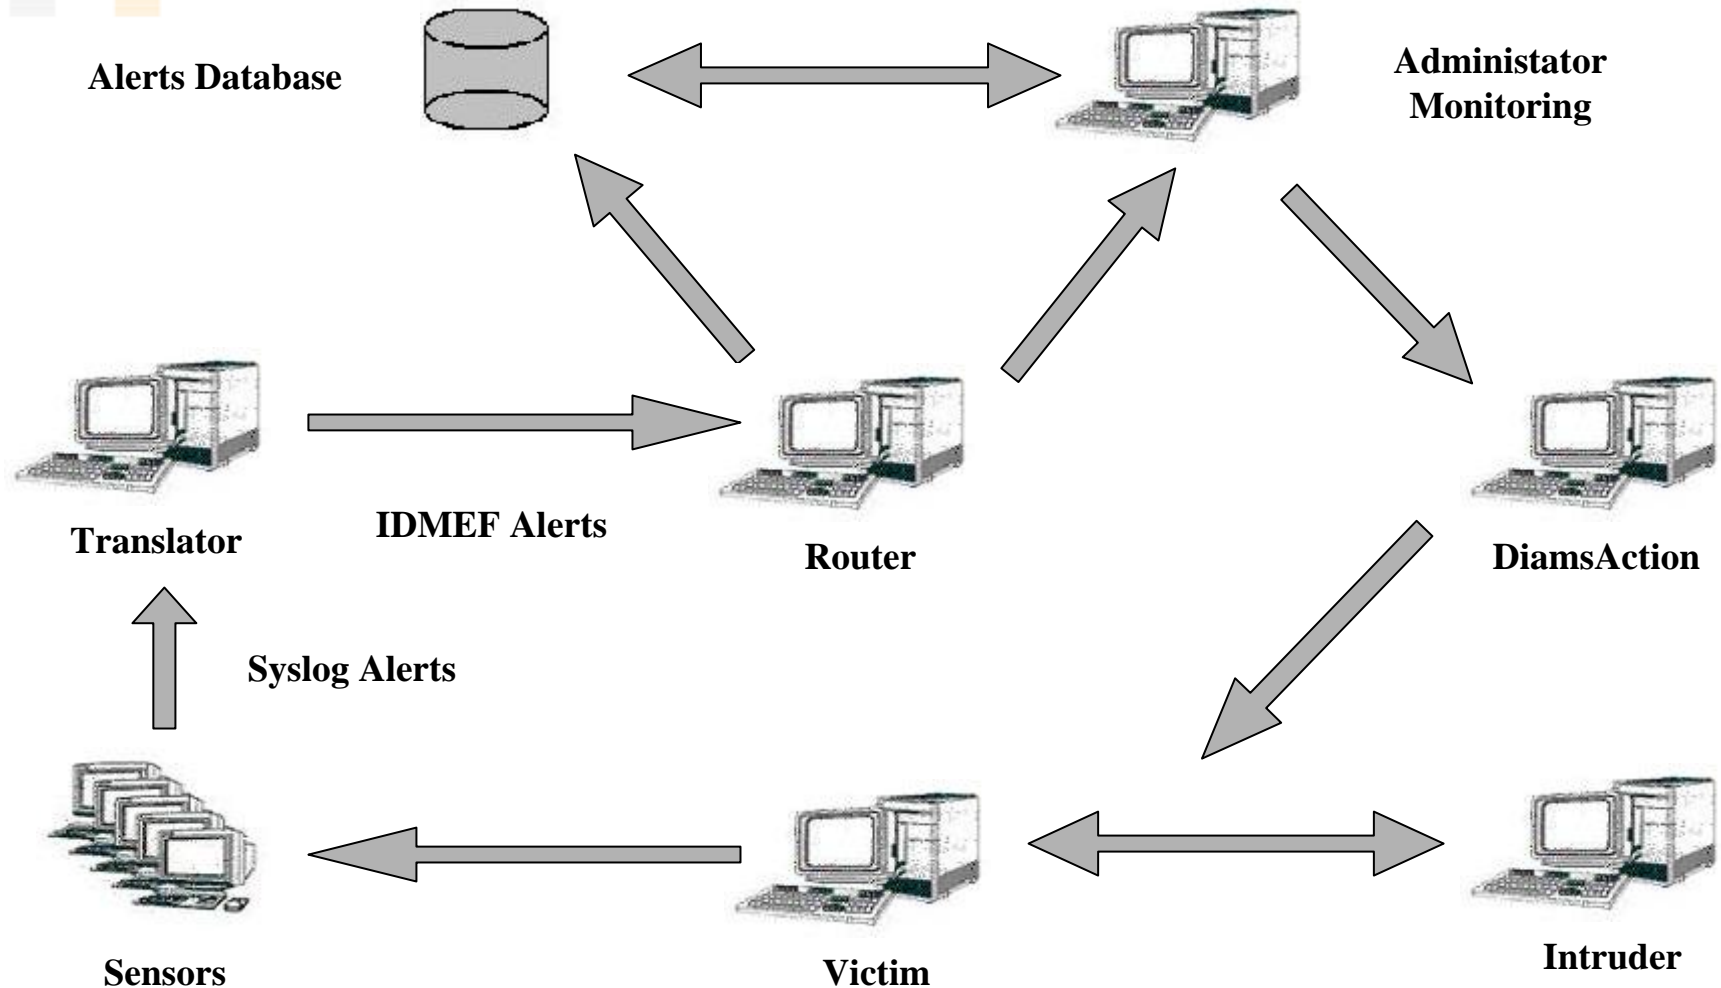 Alerts Database
Administator
Monitoring
Translator
IDMEF Alerts
Router
DiamsAction
Syslog Alerts
Sensors
Victim
Intruder